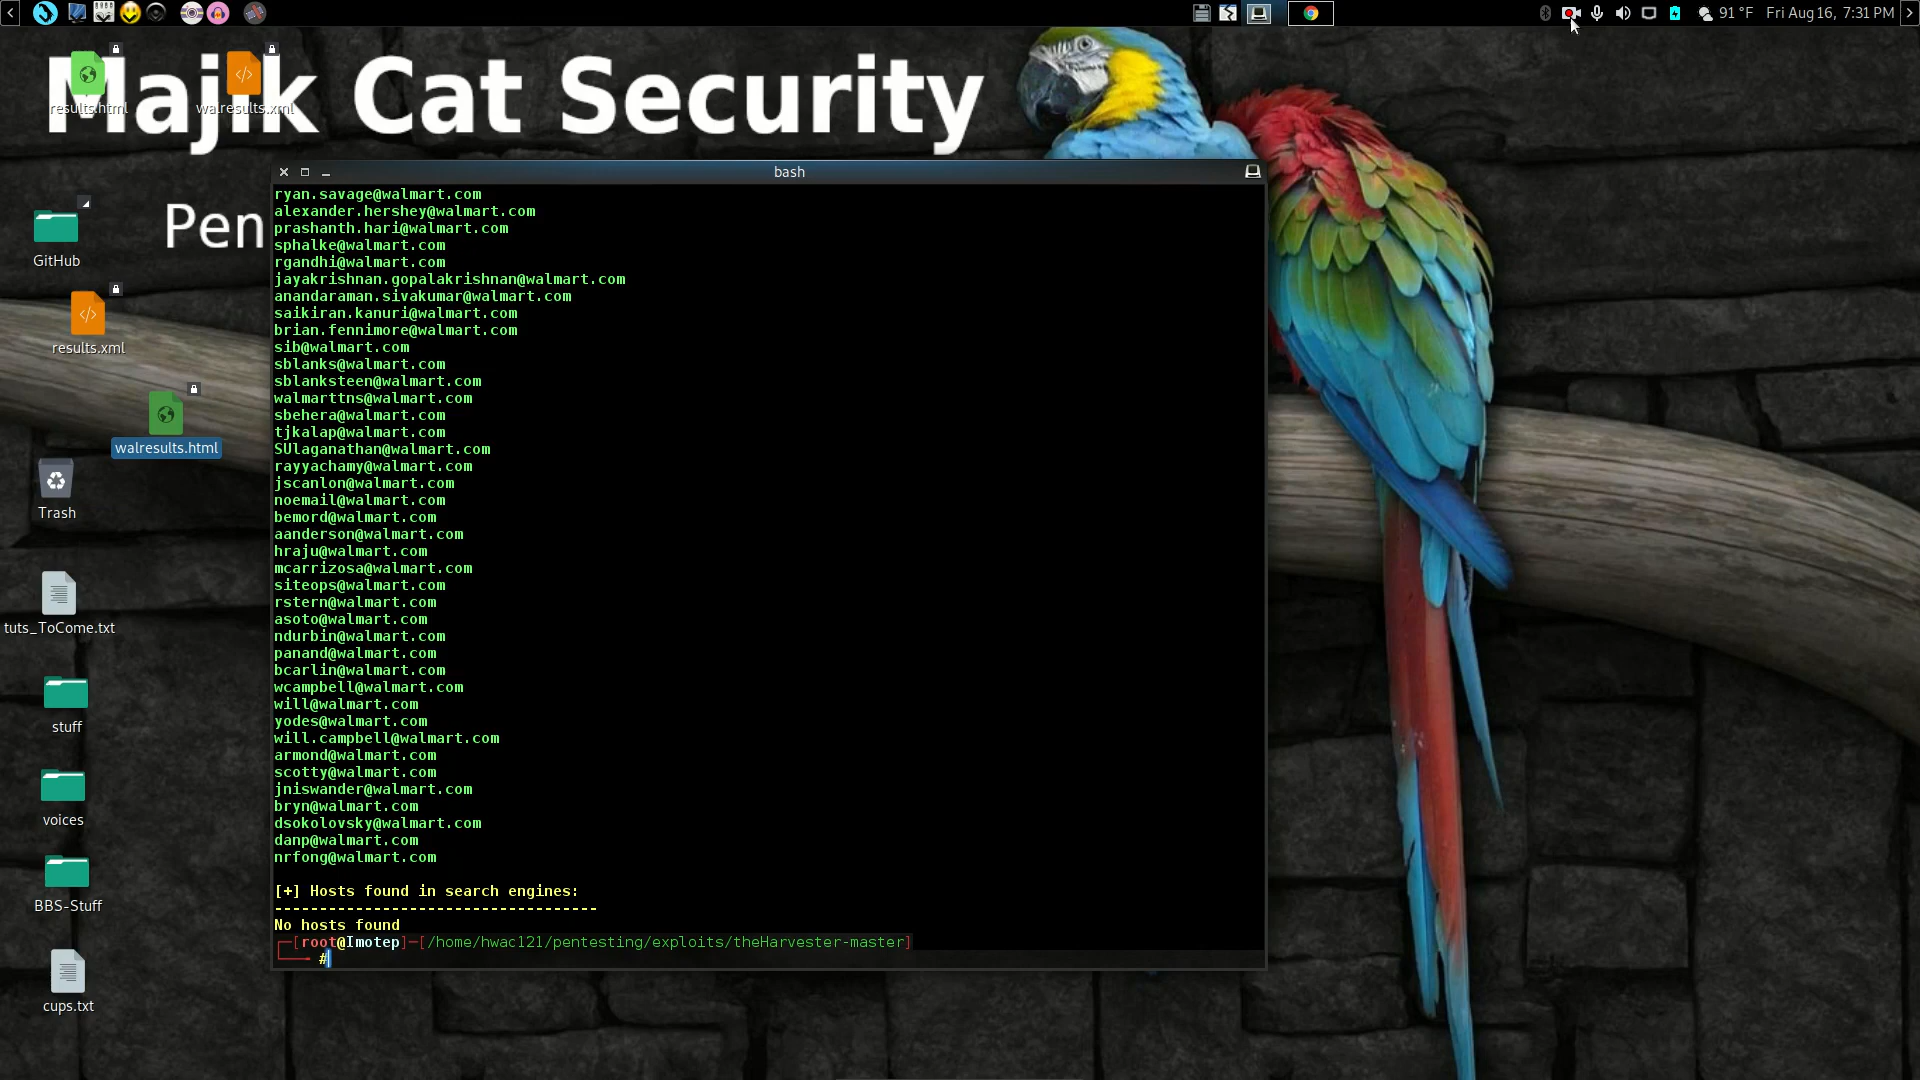 91 °F Fri Aug 16, 7:31 PM
Majik Cat Security
results.html
walresults.xml
Pen
GitHub
results.xml
walresults.html
Trash
tuts_ToCome.txt
stuff
voices
BBS-Stuff
cups.txt
bash
ryan.savage@walmart.com
alexander.hershey@walmart.com
prashanth.hari@walmart.com
sphalke@walmart.com
rgandhi@walmart.com
jayakrishnan.gopalakrishnan@walmart.com
anandaraman.sivakumar@walmart.com
saikiran.kanuri@walmart.com
brian.fennimore@walmart.com
sib@walmart.com
sblanks@walmart.com
sblanksteen@walmart.com
walmarttns@walmart.com
sbehera@walmart.com
tjkalap@walmart.com
SUlaganathan@walmart.com
rayyachamy@walmart.com
jscanlon@walmart.com
noemail@walmart.com
bemord@walmart.com
aanderson@walmart.com
hraju@walmart.com
mcarrizosa@walmart.com
siteops@walmart.com
rstern@walmart.com
asoto@walmart.com
ndurbin@walmart.com
panand@walmart.com
bcarlin@walmart.com
wcampbell@walmart.com
will@walmart.com
yodes@walmart.com
will.campbell@walmart.com
armond@walmart.com
scotty@walmart.com
jniswander@walmart.com
bryn@walmart.com
dsokolovsky@walmart.com
danp@walmart.com
nrfong@walmart.com
[+] Hosts found in search engines:
------------------------------------
No hosts found
┌─[root@Imotep]─[/home/hwac121/pentesting/exploits/theHarvester-master]
└──╼ #